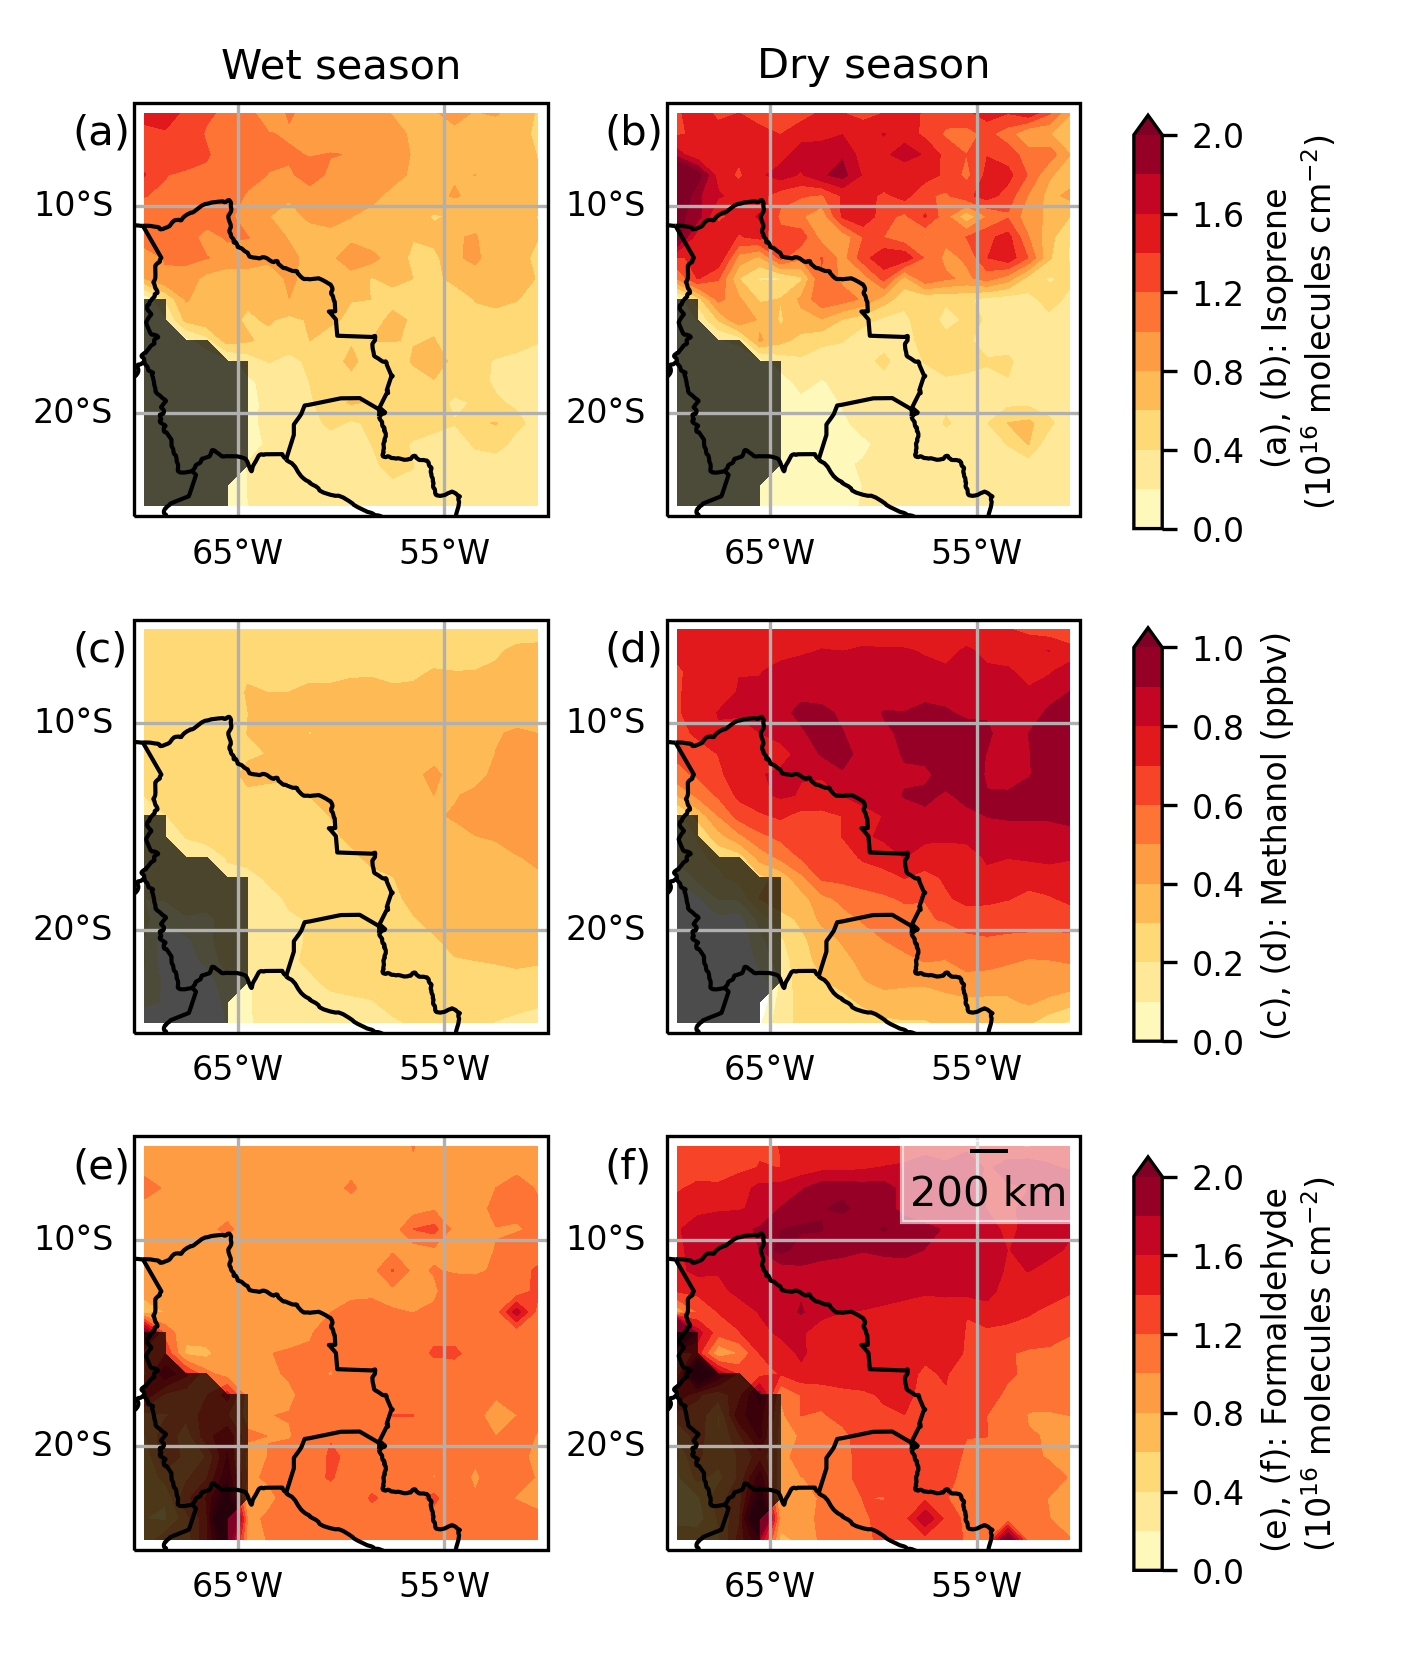 Wet season
Dry season
(a)
(b)
10°S
20°S
65°W
55°W
10°S
20°S
65°W
55°W
2.0
1.6
1.2
0.8
0.4
0.0
(a), (b): Isoprene
(10¹⁶ molecules cm⁻²)
(c)
(d)
10°S
20°S
65°W
55°W
10°S
20°S
65°W
55°W
1.0
0.8
0.6
0.4
0.2
0.0
(c), (d): Methanol (ppbv)
(e)
(f)
10°S
20°S
65°W
55°W
200 km
10°S
20°S
65°W
55°W
2.0
1.6
1.2
0.8
0.4
0.0
(e), (f): Formaldehyde
(10¹⁶ molecules cm⁻²)